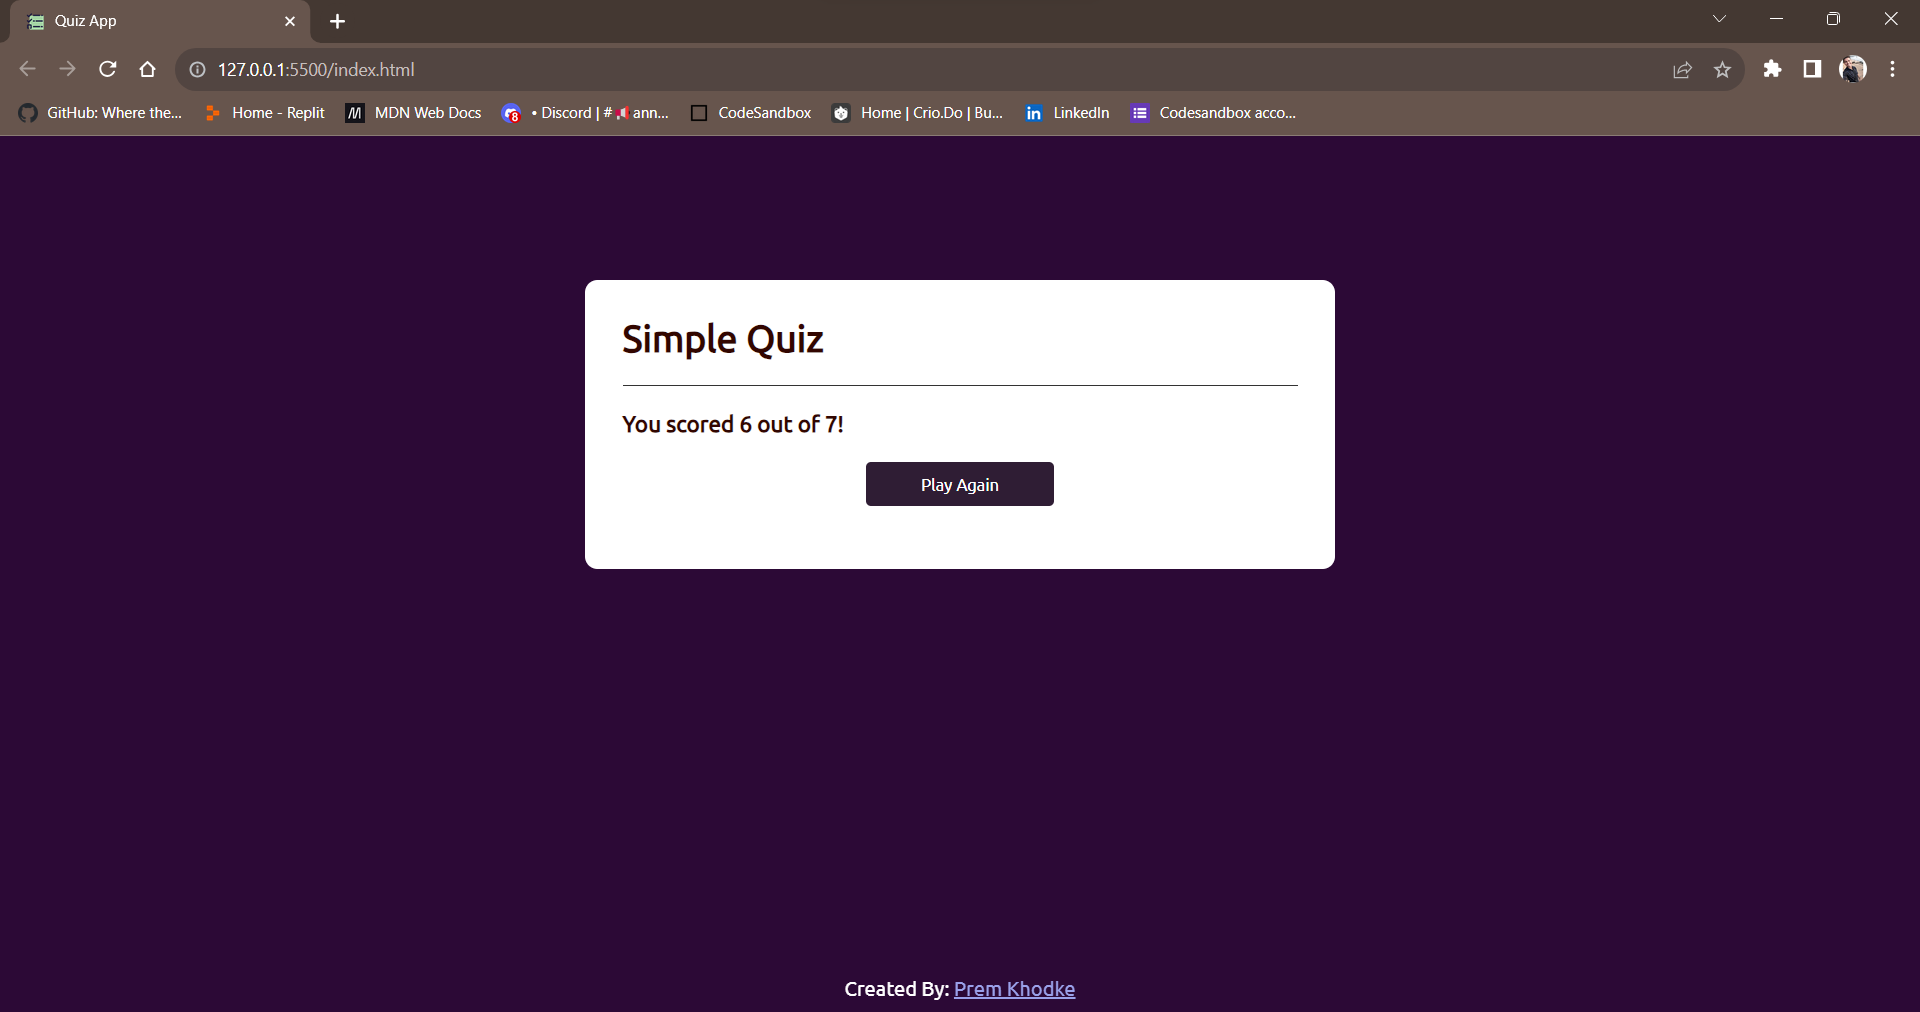 Quiz App
127.0.0.1:5500/index.html
GitHub: Where the...
Home - Replit
MDN Web Docs
8
• Discord | #📢 ann...
CodeSandbox
Home | Crio.Do | Bu...
in
LinkedIn
Codesandbox acco...
Simple Quiz
You scored 6 out of 7!
Play Again
Created By: Prem Khodke